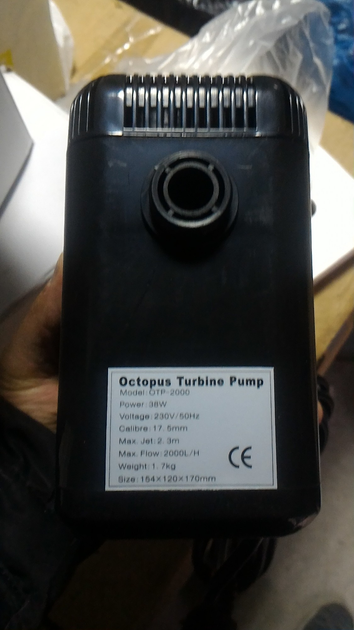 Octopus Turbine Pump
Model: OTP-2000
Power: 38W
Voltage: 230V/50Hz
Calibre: 17.5mm
Max. Jet: 2.3m
Max. Flow: 2000L/H
Weight: 1.7kg
Size: 154×120×170mm
CE